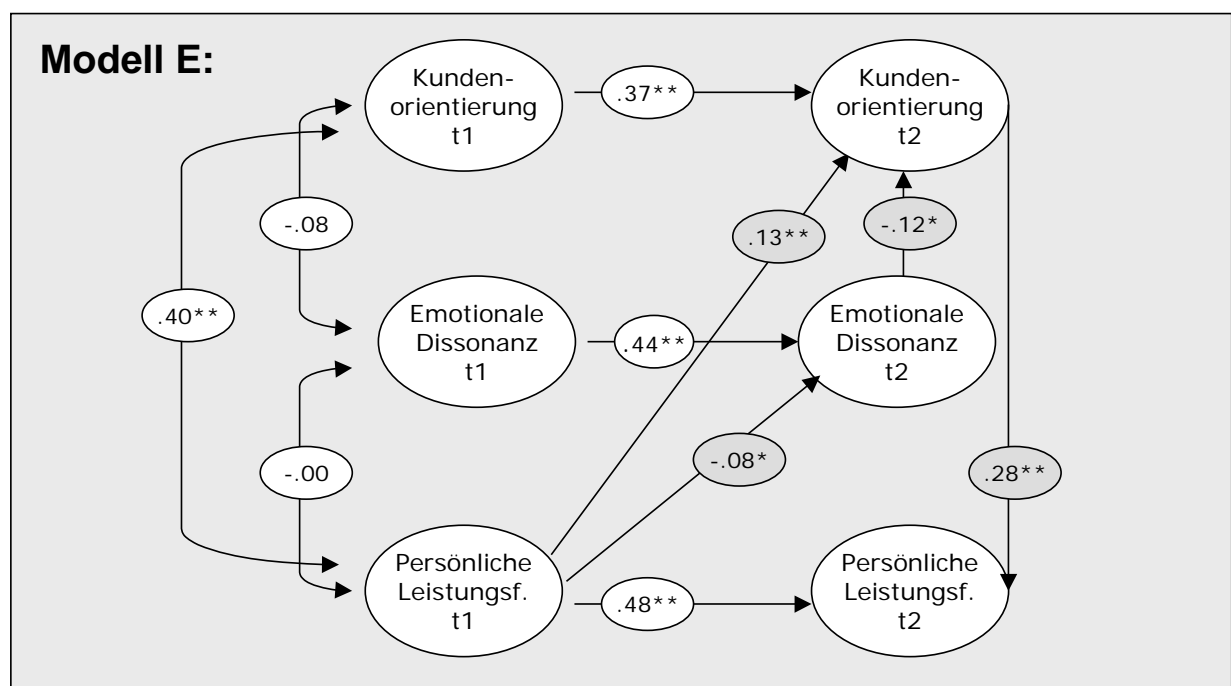 Modell E:
Kunden-
orientierung
t1
.37**
Kunden-
orientierung
t2
-.08
.13**
-.12*
.40**
Emotionale
Dissonanz
t1
.44**
Emotionale
Dissonanz
t2
-.00
-.08*
.28**
Persönliche
Leistungsf.
t1
.48**
Persönliche
Leistungsf.
t2